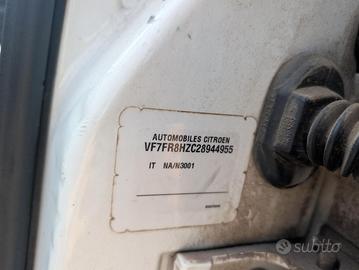 AUTOMOBILES CITROEN
VF7FR8HZC28944955
IT NA/N3001
subito